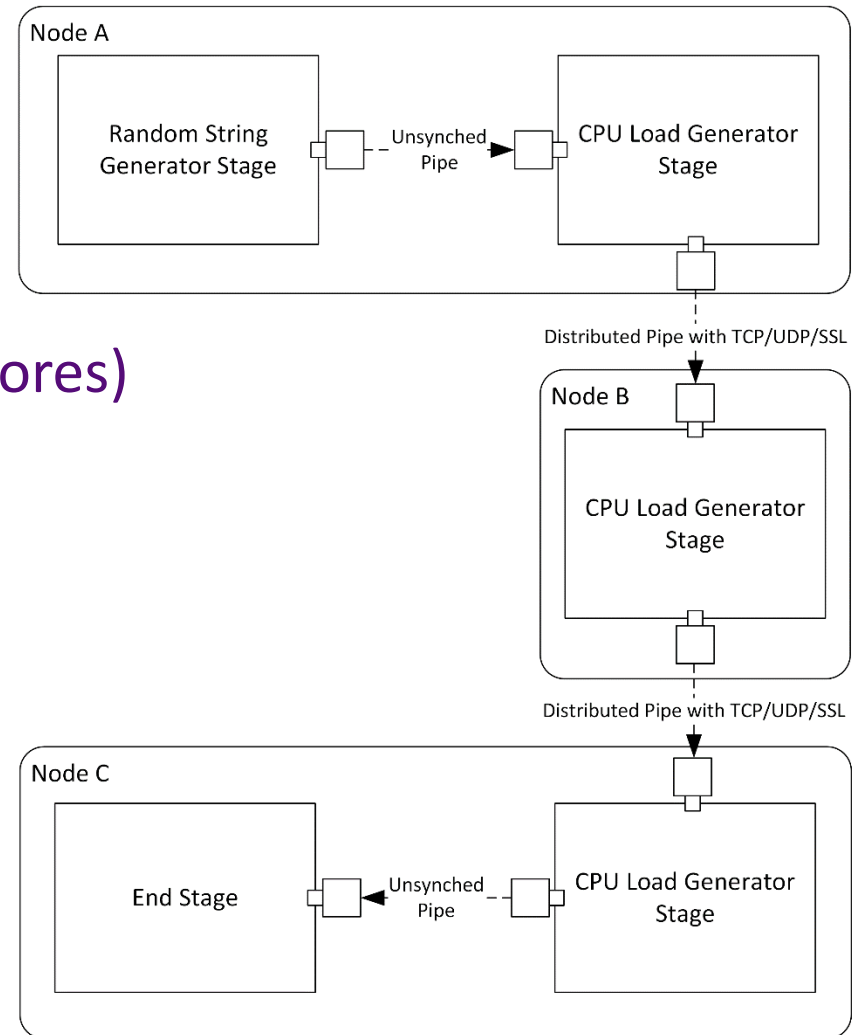 Node A
Random String
Generator Stage
Unsynched
Pipe
CPU Load Generator
Stage
Distributed Pipe with TCP/UDP/SSL
ores)
Node B
CPU Load Generator
Stage
Distributed Pipe with TCP/UDP/SSL
Node C
End Stage
Unsynched
Pipe
CPU Load Generator
Stage